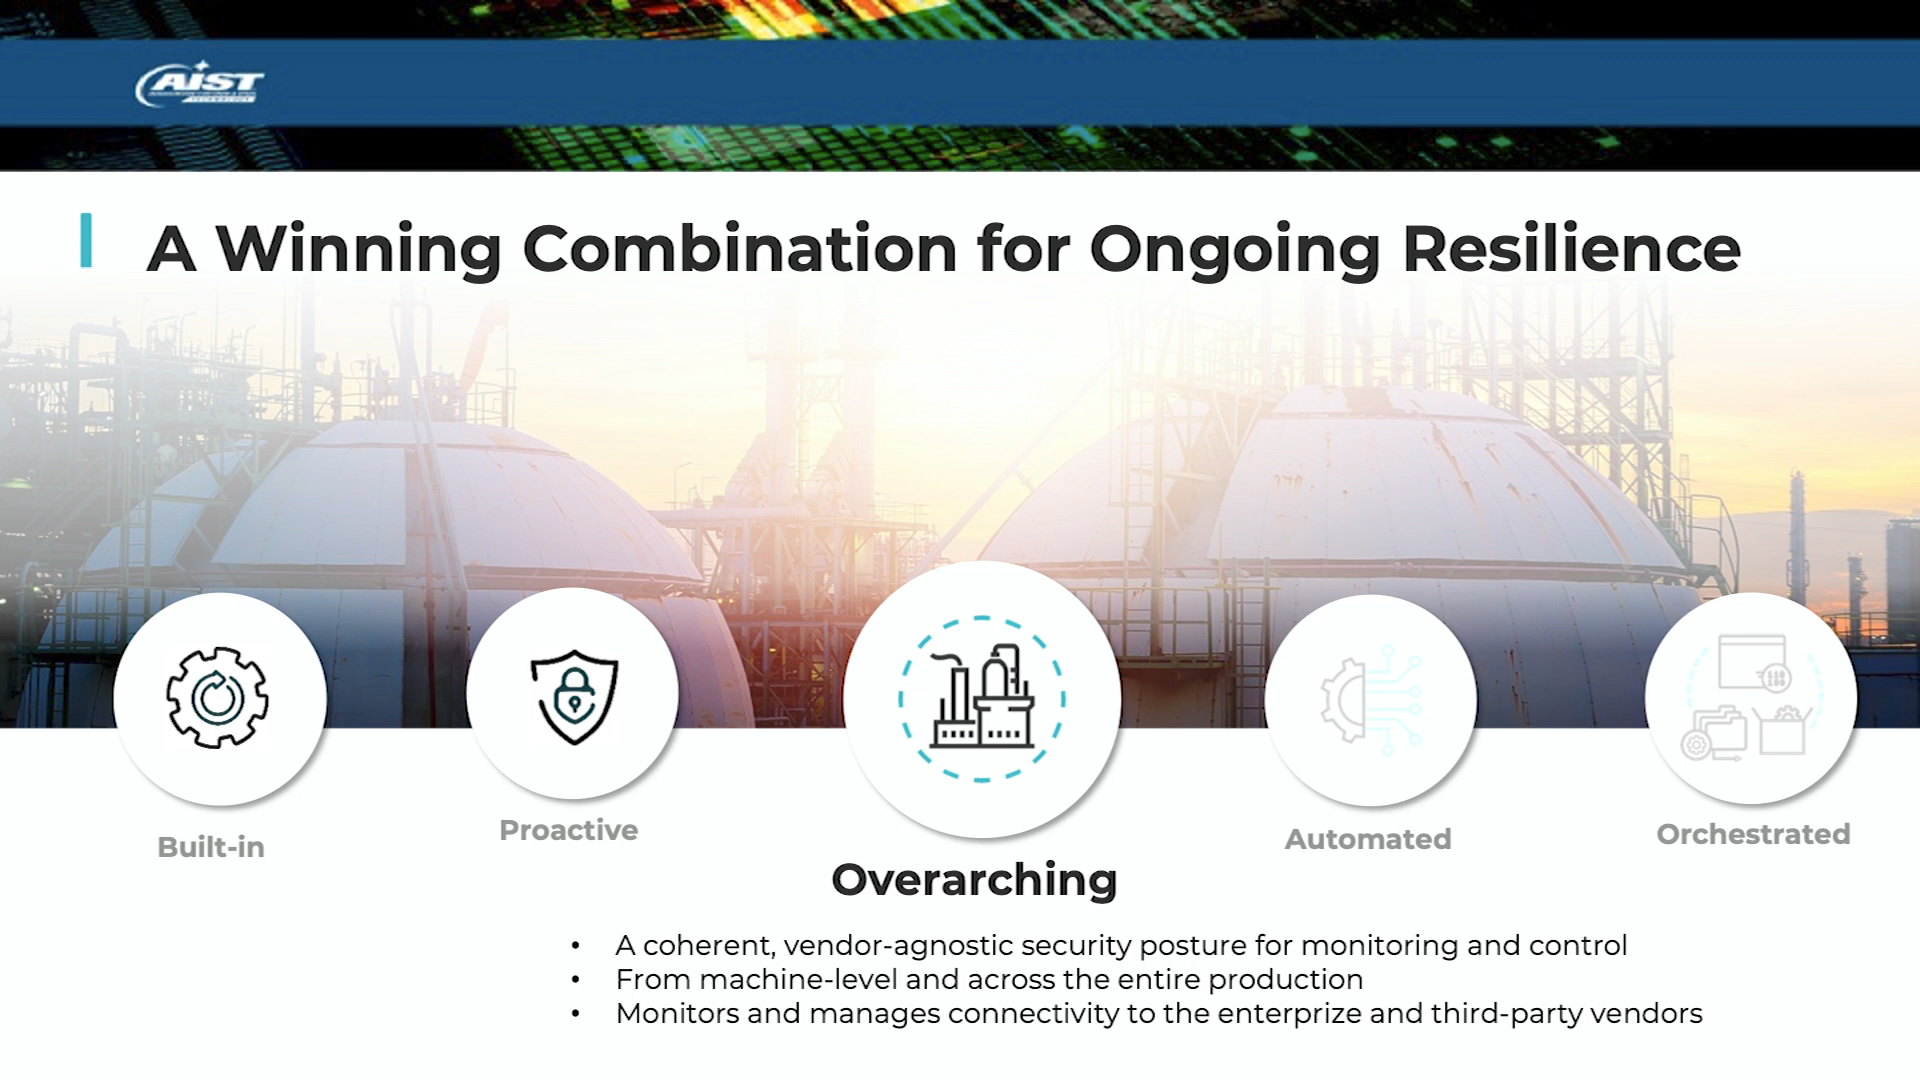 AIST
TECHNOLOGY
A Winning Combination for Ongoing Resilience
Built-in
Proactive
Overarching
Automated
Orchestrated
• A coherent, vendor-agnostic security posture for monitoring and control
• From machine-level and across the entire production
• Monitors and manages connectivity to the enterprize and third-party vendors